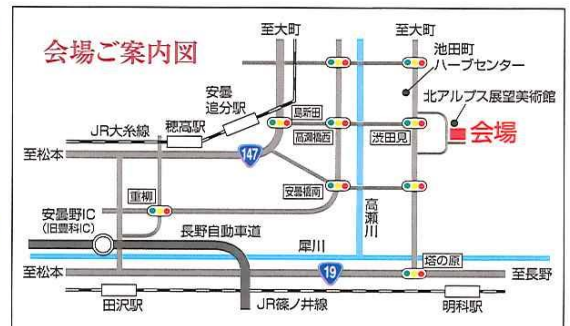 会場ご案内図
至大町
至大町
池田町
ハーブセンター
北アルプス展望美術館
安曇
追分駅
島新田
高瀬橋西
渋田見
会場
JR大糸線
穂高駅
至松本
147
重柳
安曇橋南
高瀬川
安曇野IC
(旧豊科IC)
長野自動車道
犀川
塔の原
至松本
19
至長野
田沢駅
JR篠ノ井線
明科駅